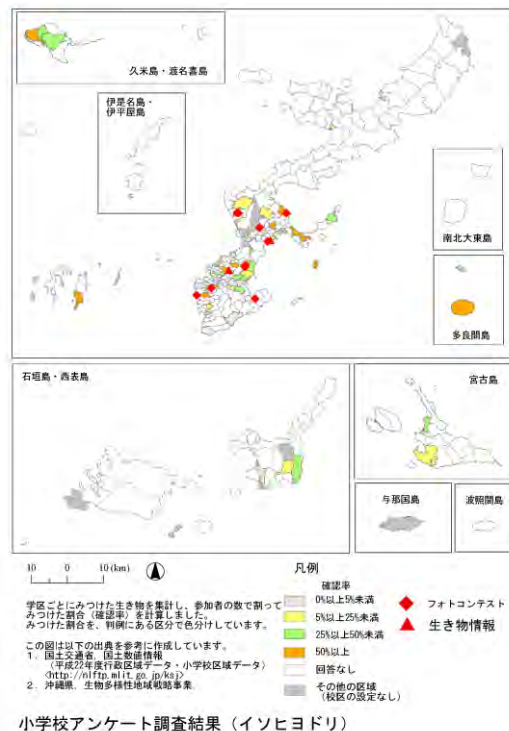 久米島・渡名喜島
伊是名島・
伊平屋島
南北大東島
多良間島
石垣島・西表島
宮古島
与那国島
波照間島
10 0 10 (km)
凡例
確認率
0%以上5%未満
5%以上25%未満
25%以上50%未満
50%以上
回答なし
その他の区域
(校区の設定なし)
フォトコンテスト
生き物情報
学区ごとにみつけた生き物を集計し、参加者の数で割って
みつけた割合(確認率)を計算しました。
みつけた割合を、判例にある区分で色分けしています。
この図は以下の出典を参考に作成しています。
1. 国土交通省、国土数値情報
(平成22年度行政区域データ・小学校区域データ)
<http://nlftp.mlit.go.jp/ksj>
2. 沖縄県、生物多様性地域戦略事業
小学校アンケート調査結果(イソヒヨドリ)